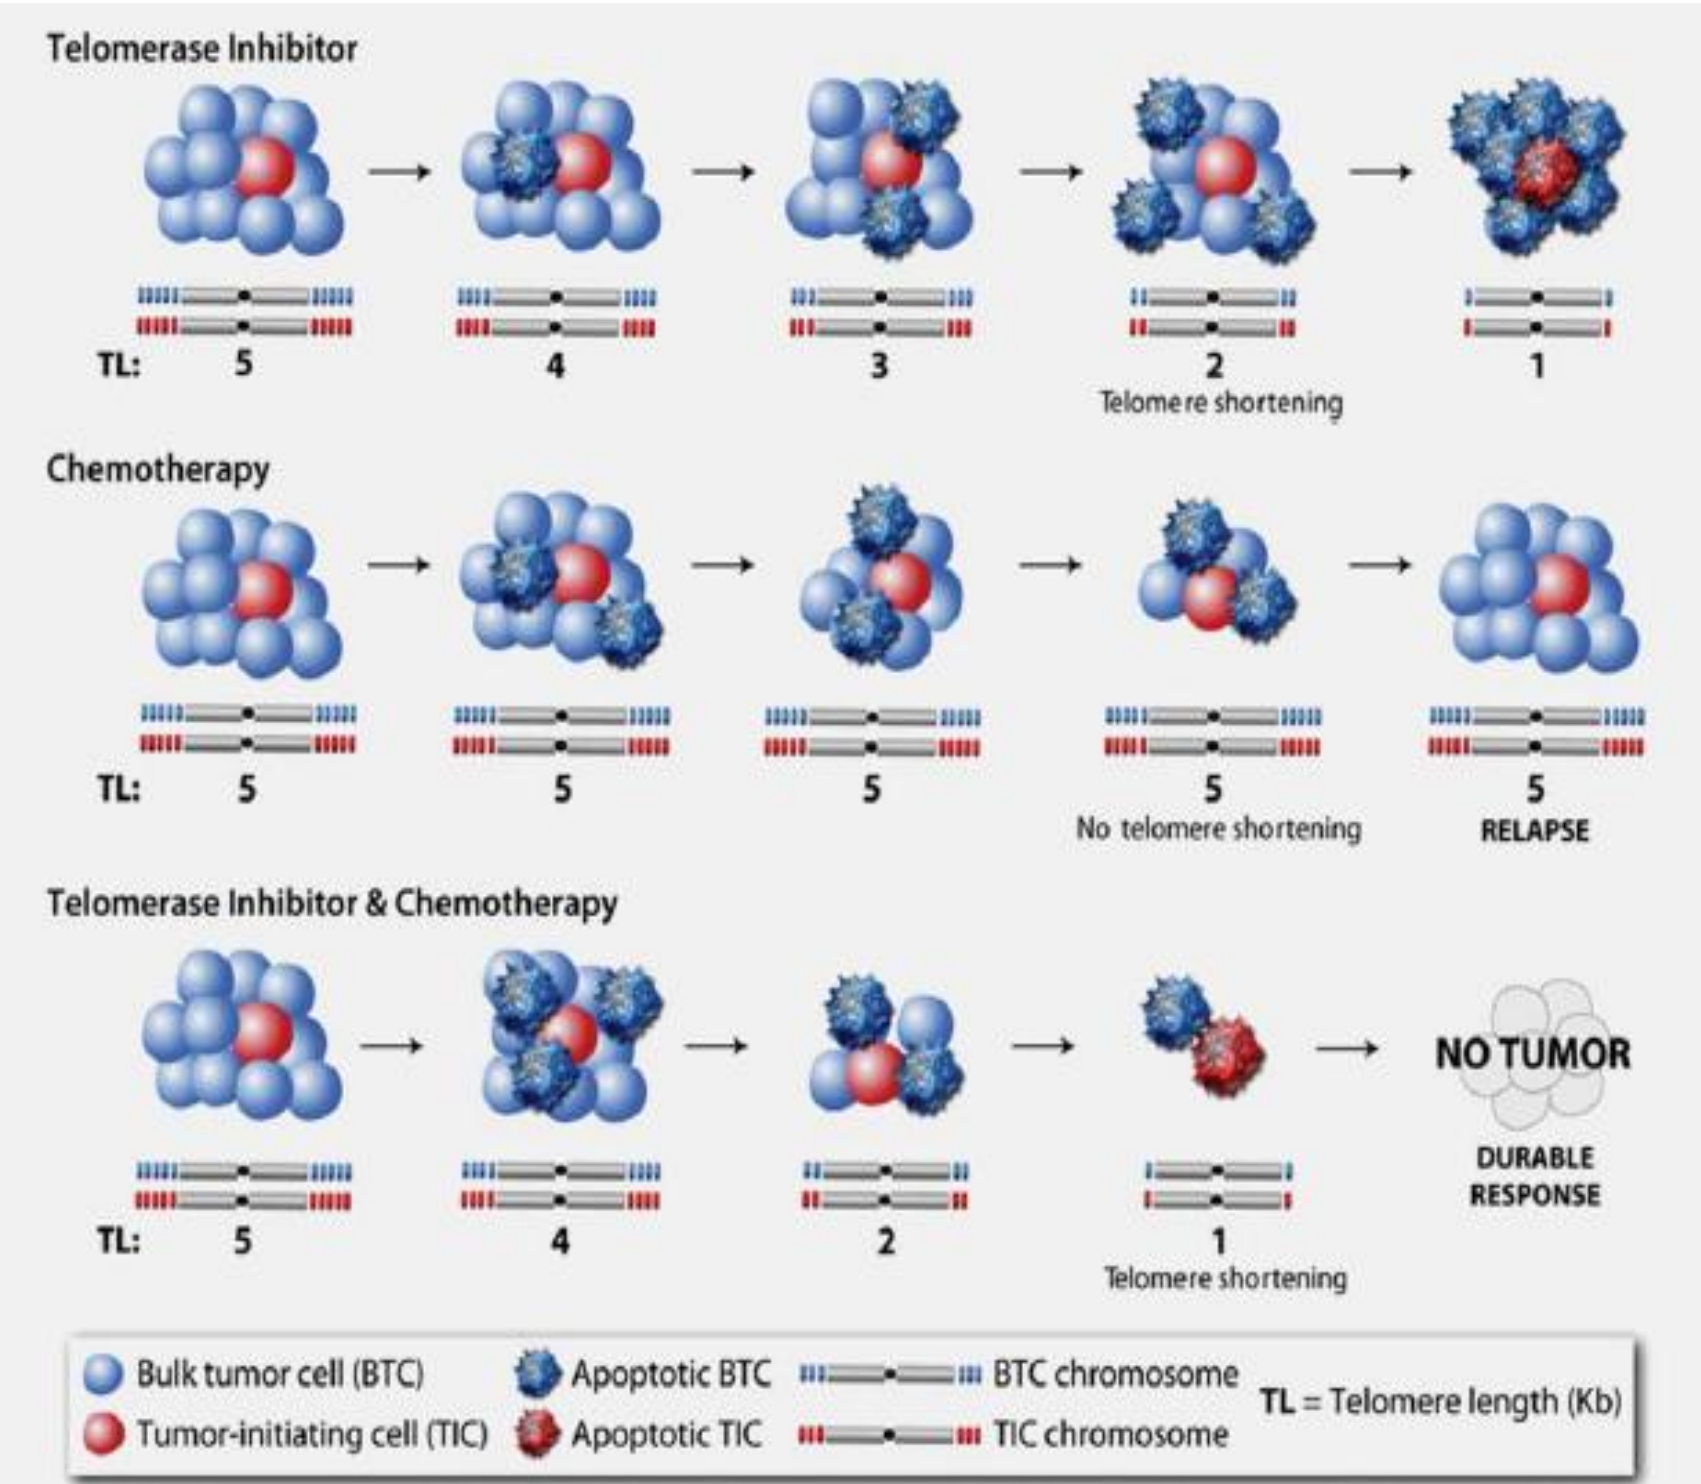 Telomerase Inhibitor
TL: 5 4 3 2 1
Telomere shortening
Chemotherapy
TL: 5 5 5 5 5
No telomere shortening RELAPSE
Telomerase Inhibitor & Chemotherapy
NO TUMOR
DURABLE
RESPONSE
TL: 5 4 2 1
Telomere shortening
Bulk tumor cell (BTC) Apoptotic BTC BTC chromosome
TL = Telomere length (Kb)
Tumor-initiating cell (TIC) Apoptotic TIC TIC chromosome